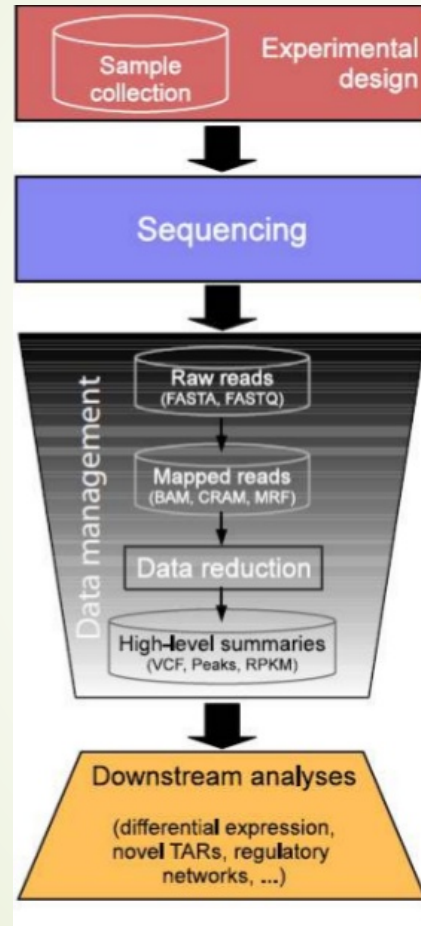 Sample
collection
Experimental
design
Sequencing
Data management
Raw reads
(FASTA, FASTQ)
Mapped reads
(BAM, CRAM, MRF)
Data reduction
High-level summaries
(VCF, Peaks, RPKM)
Downstream analyses
(differential expression,
novel TARs, regulatory
networks, ...)